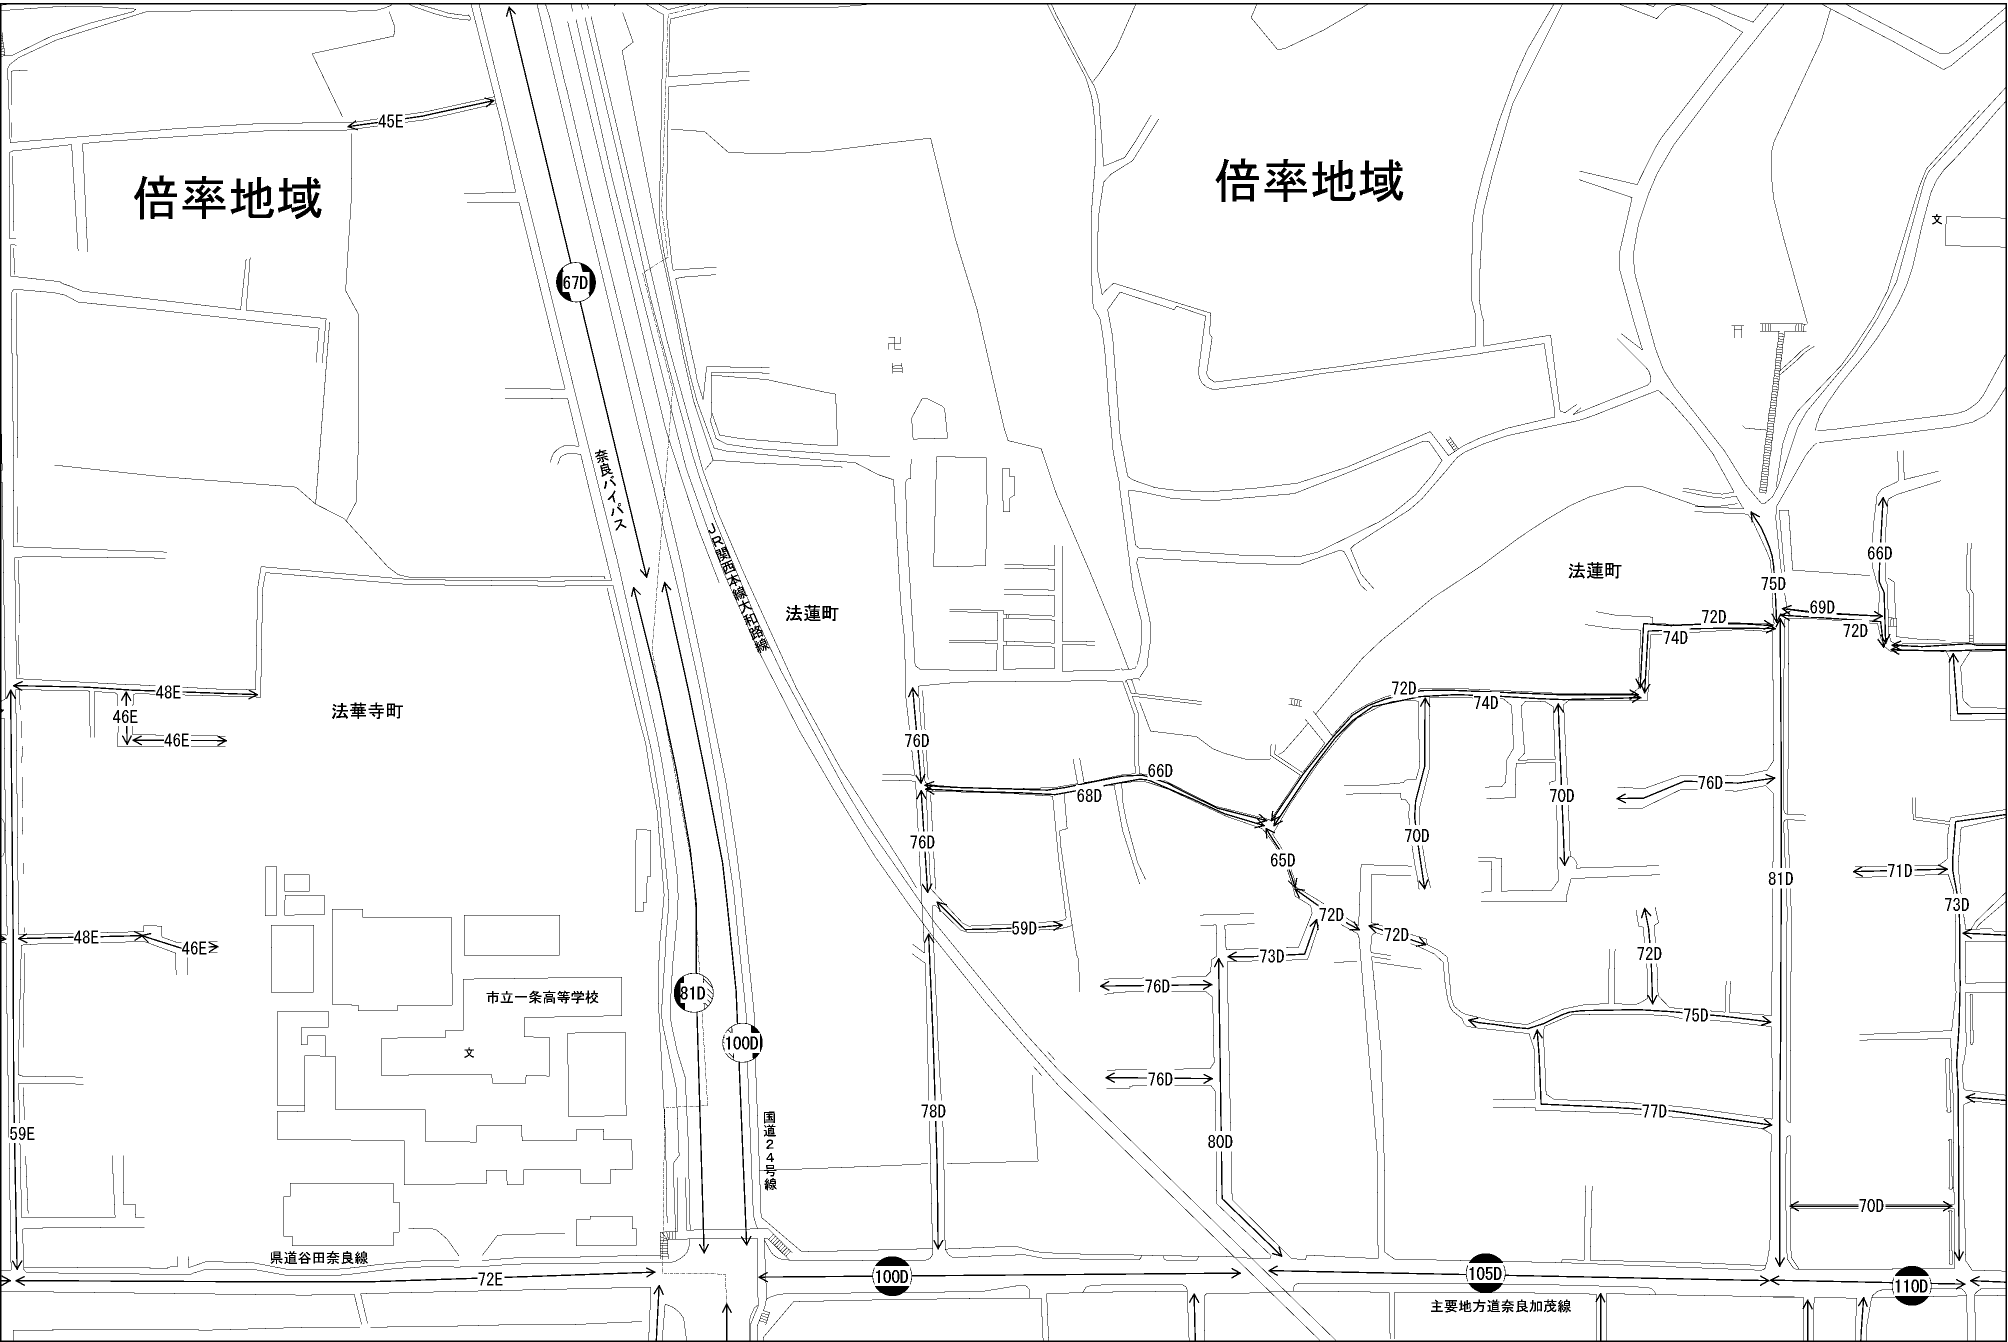 45E
倍率地域
倍率地域
文
67D
卍
奈良バイパス
JR関西本線大和路線
66D
法蓮町
75D
法蓮町
69D
72D
72D
74D
48E
46E
法華寺町
46E
72D
74D
76D
66D
68D
76D
70D
76D
70D
65D
71D
81D
73D
72D
59D
72D
48E
46E
73D
72D
76D
81D
市立一条高等学校
75D
100D
文
76D
78D
77D
国道24号線
59E
80D
70D
県道谷田奈良線
72E
100D
105D
110D
主要地方道奈良加茂線